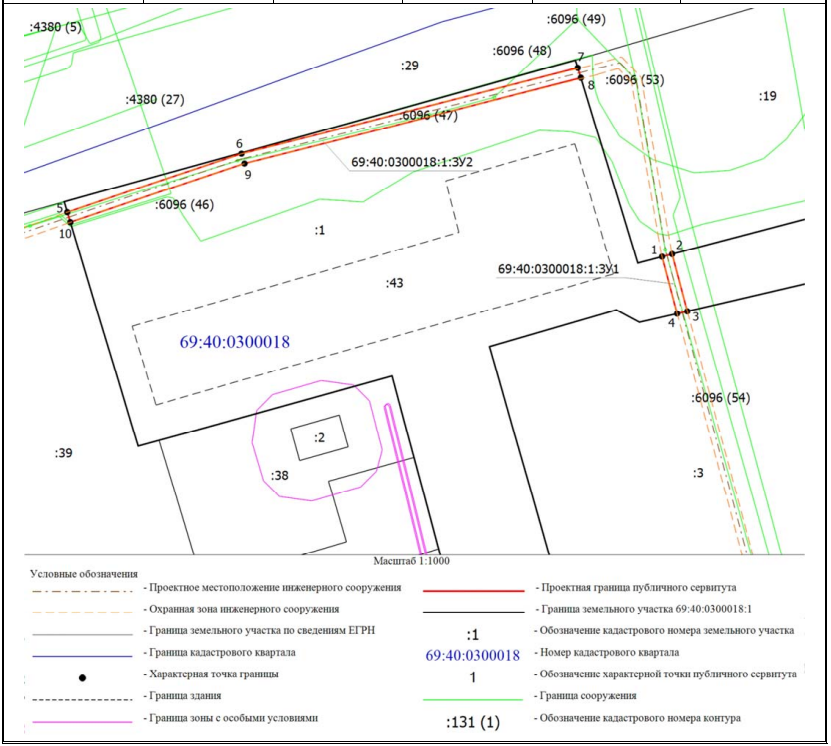 :4380 (5)
:6096 (49)
:6096 (48)
7
:29
8
:6096 (53)
:4380 (27)
:19
:6096 (47)
6
69:40:0300018:1:ЗУ2
9
5
:6096 (46)
10
:1
1
2
69:40:0300018:1:ЗУ1
:43
3
4
69:40:0300018
:6096 (54)
:2
:39
:38
:3
Масштаб 1:1000
Условные обозначения
- Проектное местоположение инженерного сооружения
- Охранная зона инженерного сооружения
- Граница земельного участка по сведениям ЕГРН
- Граница кадастрового квартала
- Характерная точка границы
- Граница здания
- Граница зоны с особыми условиями
- Проектная граница публичного сервитута
- Граница земельного участка 69:40:0300018:1
:1 - Обозначение кадастрового номера земельного участка
69:40:0300018 - Номер кадастрового квартала
1 - Обозначение характерной точки публичного сервитута
- Граница сооружения
:131 (1) - Обозначение кадастрового номера контура